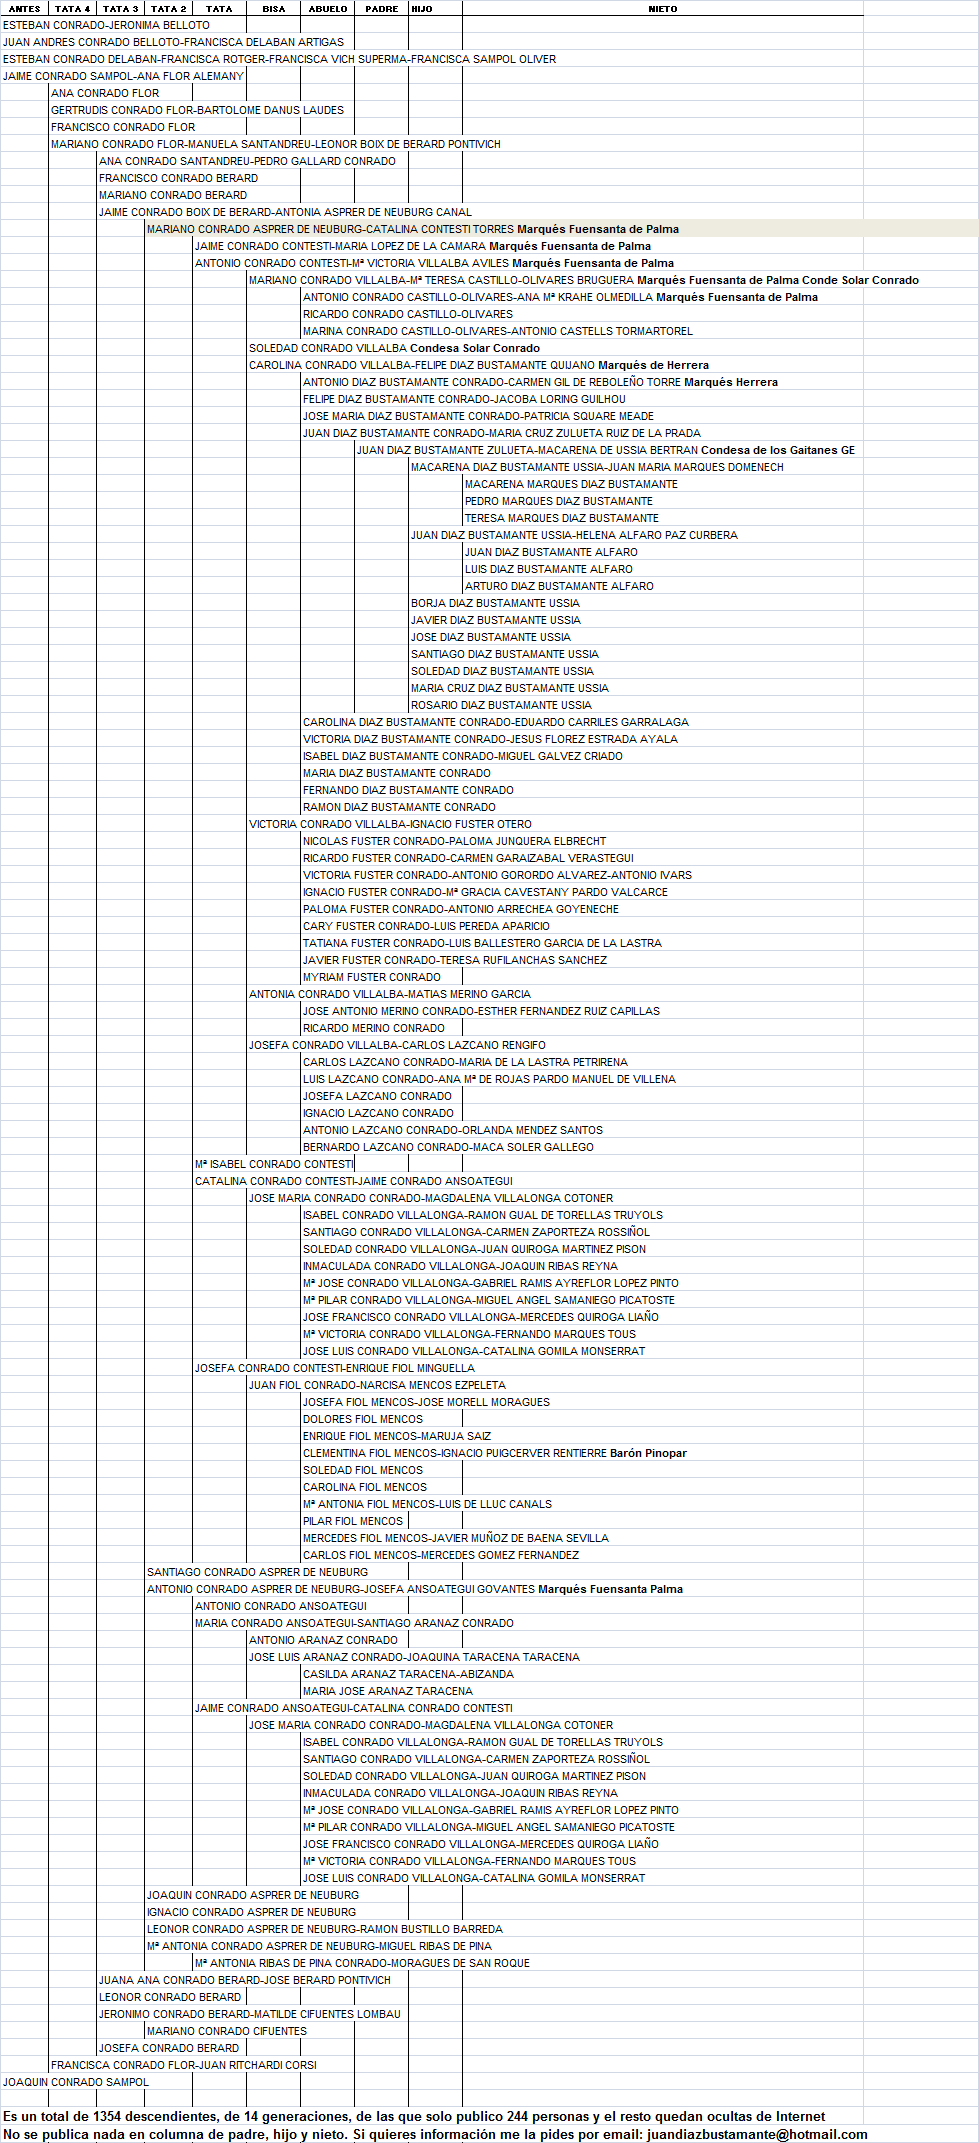 ANTES TATA 4 TATA 3 TATA 2 TATA BISA ABUELO PADRE HIJO NIETO
ESTEBAN CONRADO-JERONIMA BELLOTO
JUAN ANDRES CONRADO BELLOTO-FRANCISCA DELABAN ARTIGAS
ESTEBAN CONRADO DELABAN-FRANCISCA ROTGER-FRANCISCA VICH SUPERMA-FRANCISCA SAMPOL OLIVER
JAIME CONRADO SAMPOL-ANA FLOR ALEMANY
ANA CONRADO FLOR
GERTRUDIS CONRADO FLOR-BARTOLOME DANUS LAUDES
FRANCISCO CONRADO FLOR
MARIANO CONRADO FLOR-MANUELA SANTANDREU-LEONOR BOIX DE BERARD PONTIVICH
ANA CONRADO SANTANDREU-PEDRO GALLARD CONRADO
FRANCISCO CONRADO BERARD
MARIANO CONRADO BERARD
JAIME CONRADO BOIX DE BERARD-ANTONIA ASPRER DE NEUBURG CANAL
MARIANO CONRADO ASPRER DE NEUBURG-CATALINA CONTESTI TORRES Marqués Fuensanta de Palma
JAIME CONRADO CONTESTI-MARIA LOPEZ DE LA CAMARA Marqués Fuensanta de Palma
ANTONIO CONRADO CONTESTI-Mª VICTORIA VILLALBA AVILES Marqués Fuensanta de Palma
MARIANO CONRADO VILLALBA-Mª TERESA CASTILLO-OLIVARES BRUGUERA Marqués Fuensanta de Palma Conde Solar Conrado
ANTONIO CONRADO CASTILLO-OLIVARES-ANA Mª KRAHE OLMEDILLA Marqués Fuensanta de Palma
RICARDO CONRADO CASTILLO-OLIVARES
MARINA CONRADO CASTILLO-OLIVARES-ANTONIO CASTELLS TORMARTOREL
SOLEDAD CONRADO VILLALBA Condesa Solar Conrado
CAROLINA CONRADO VILLALBA-FELIPE DIAZ BUSTAMANTE QUIJANO Marqués de Herrera
ANTONIO DIAZ BUSTAMANTE CONRADO-CARMEN GIL DE REBOLEÑO TORRE Marqués Herrera
FELIPE DIAZ BUSTAMANTE CONRADO-JACOBA LORING GUILHOU
JOSE MARIA DIAZ BUSTAMANTE CONRADO-PATRICIA SQUARE MEADE
JUAN DIAZ BUSTAMANTE CONRADO-MARIA CRUZ ZULUETA RUIZ DE LA PRADA
JUAN DIAZ BUSTAMANTE ZULUETA-MACARENA DE USSIA BERTRAN Condesa de los Gaitanes GE
MACARENA DIAZ BUSTAMANTE USSIA-JUAN MARIA MARQUES DOMENECH
MACARENA MARQUES DIAZ BUSTAMANTE
PEDRO MARQUES DIAZ BUSTAMANTE
TERESA MARQUES DIAZ BUSTAMANTE
JUAN DIAZ BUSTAMANTE USSIA-HELENA ALFARO PAZ CURBERA
JUAN DIAZ BUSTAMANTE ALFARO
LUIS DIAZ BUSTAMANTE ALFARO
ARTURO DIAZ BUSTAMANTE ALFARO
BORJA DIAZ BUSTAMANTE USSIA
JAVIER DIAZ BUSTAMANTE USSIA
JOSE DIAZ BUSTAMANTE USSIA
SANTIAGO DIAZ BUSTAMANTE USSIA
SOLEDAD DIAZ BUSTAMANTE USSIA
MARIA CRUZ DIAZ BUSTAMANTE USSIA
ROSARIO DIAZ BUSTAMANTE USSIA
CAROLINA DIAZ BUSTAMANTE CONRADO-EDUARDO CARRILES GARRALAGA
VICTORIA DIAZ BUSTAMANTE CONRADO-JESUS FLOREZ ESTRADA AYALA
ISABEL DIAZ BUSTAMANTE CONRADO-MIGUEL GALVEZ CRIADO
MARIA DIAZ BUSTAMANTE CONRADO
FERNANDO DIAZ BUSTAMANTE CONRADO
RAMON DIAZ BUSTAMANTE CONRADO
VICTORIA CONRADO VILLALBA-IGNACIO FUSTER OTERO
NICOLAS FUSTER CONRADO-PALOMA JUNQUERA ELBRECHT
RICARDO FUSTER CONRADO-CARMEN GARAIZABAL VERASTEGUI
VICTORIA FUSTER CONRADO-ANTONIO GORORDO ALVAREZ-ANTONIO IVARS
IGNACIO FUSTER CONRADO-Mª GRACIA CAVESTANY PARDO VALCARCE
PALOMA FUSTER CONRADO-ANTONIO ARRECHEA GOYENECHE
CARY FUSTER CONRADO-LUIS PEREDA APARICIO
TATIANA FUSTER CONRADO-LUIS BALLESTERO GARCIA DE LA LASTRA
JAVIER FUSTER CONRADO-TERESA RUFILANCHAS SANCHEZ
MYRIAM FUSTER CONRADO
ANTONIA CONRADO VILLALBA-MATIAS MERINO GARCIA
JOSE ANTONIO MERINO CONRADO-ESTHER FERNANDEZ RUIZ CAPILLAS
RICARDO MERINO CONRADO
JOSEFA CONRADO VILLALBA-CARLOS LAZCANO RENGIFO
CARLOS LAZCANO CONRADO-MARIA DE LA LASTRA PETRIRENA
LUIS LAZCANO CONRADO-ANA Mª DE ROJAS PARDO MANUEL DE VILLENA
JOSEFA LAZCANO CONRADO
IGNACIO LAZCANO CONRADO
ANTONIO LAZCANO CONRADO-ORLANDA MENDEZ SANTOS
BERNARDO LAZCANO CONRADO-MACA SOLER GALLEGO
Mª ISABEL CONRADO CONTESTI
CATALINA CONRADO CONTESTI-JAIME CONRADO ANSOATEGUI
JOSE MARIA CONRADO CONRADO-MAGDALENA VILLALONGA COTONER
ISABEL CONRADO VILLALONGA-RAMON GUAL DE TORELLAS TRUYOLS
SANTIAGO CONRADO VILLALONGA-CARMEN ZAPORTEZA ROSSIÑOL
SOLEDAD CONRADO VILLALONGA-JUAN QUIROGA MARTINEZ PISON
INMACULADA CONRADO VILLALONGA-JOAQUIN RIBAS REYNA
Mª JOSE CONRADO VILLALONGA-GABRIEL RAMIS AYREFLOR LOPEZ PINTO
Mª PILAR CONRADO VILLALONGA-MIGUEL ANGEL SAMANIEGO PICATOSTE
JOSE FRANCISCO CONRADO VILLALONGA-MERCEDES QUIROGA LIAÑO
Mª VICTORIA CONRADO VILLALONGA-FERNANDO MARQUES TOUS
JOSE LUIS CONRADO VILLALONGA-CATALINA GOMILA MONSERRAT
JOSEFA CONRADO CONTESTI-ENRIQUE FIOL MINGUELLA
JUAN FIOL CONRADO-NARCISA MENCOS EZPELETA
JOSEFA FIOL MENCOS-JOSE MORELL MORAGUES
DOLORES FIOL MENCOS
ENRIQUE FIOL MENCOS-MARUJA SAIZ
CLEMENTINA FIOL MENCOS-IGNACIO PUIGCERVER RENTIERRE Barón Pinopar
SOLEDAD FIOL MENCOS
CAROLINA FIOL MENCOS
Mª ANTONIA FIOL MENCOS-LUIS DE LLUC CANALS
PILAR FIOL MENCOS
MERCEDES FIOL MENCOS-JAVIER MUÑOZ DE BAENA SEVILLA
CARLOS FIOL MENCOS-MERCEDES GOMEZ FERNANDEZ
SANTIAGO CONRADO ASPRER DE NEUBURG
ANTONIO CONRADO ASPRER DE NEUBURG-JOSEFA ANSOATEGUI GOVANTES Marqués Fuensanta Palma
ANTONIO CONRADO ANSOATEGUI
MARIA CONRADO ANSOATEGUI-SANTIAGO ARANAZ CONRADO
ANTONIO ARANAZ CONRADO
JOSE LUIS ARANAZ CONRADO-JOAQUINA TARACENA TARACENA
CASILDA ARANAZ TARACENA-ABIZANDA
MARIA JOSE ARANAZ TARACENA
JAIME CONRADO ANSOATEGUI-CATALINA CONRADO CONTESTI
JOSE MARIA CONRADO CONRADO-MAGDALENA VILLALONGA COTONER
ISABEL CONRADO VILLALONGA-RAMON GUAL DE TORELLAS TRUYOLS
SANTIAGO CONRADO VILLALONGA-CARMEN ZAPORTEZA ROSSIÑOL
SOLEDAD CONRADO VILLALONGA-JUAN QUIROGA MARTINEZ PISON
INMACULADA CONRADO VILLALONGA-JOAQUIN RIBAS REYNA
Mª JOSE CONRADO VILLALONGA-GABRIEL RAMIS AYREFLOR LOPEZ PINTO
Mª PILAR CONRADO VILLALONGA-MIGUEL ANGEL SAMANIEGO PICATOSTE
JOSE FRANCISCO CONRADO VILLALONGA-MERCEDES QUIROGA LIAÑO
Mª VICTORIA CONRADO VILLALONGA-FERNANDO MARQUES TOUS
JOSE LUIS CONRADO VILLALONGA-CATALINA GOMILA MONSERRAT
JOAQUIN CONRADO ASPRER DE NEUBURG
IGNACIO CONRADO ASPRER DE NEUBURG
LEONOR CONRADO ASPRER DE NEUBURG-RAMON BUSTILLO BARREDA
Mª ANTONIA CONRADO ASPRER DE NEUBURG-MIGUEL RIBAS DE PINA
Mª ANTONIA RIBAS DE PINA CONRADO-MORAGUES DE SAN ROQUE
JUANA ANA CONRADO BERARD-JOSE BERARD PONTIVICH
LEONOR CONRADO BERARD
JERONIMO CONRADO BERARD-MATILDE CIFUENTES LOMBAU
MARIANO CONRADO CIFUENTES
JOSEFA CONRADO BERARD
FRANCISCA CONRADO FLOR-JUAN RITCHARDI CORSI
JOAQUIN CONRADO SAMPOL
Es un total de 1354 descendientes, de 14 generaciones, de las que solo publico 244 personas y el resto quedan ocultas de Internet
No se publica nada en columna de padre, hijo y nieto. Si quieres información me la pides por email: juandiazbustamante@hotmail.com